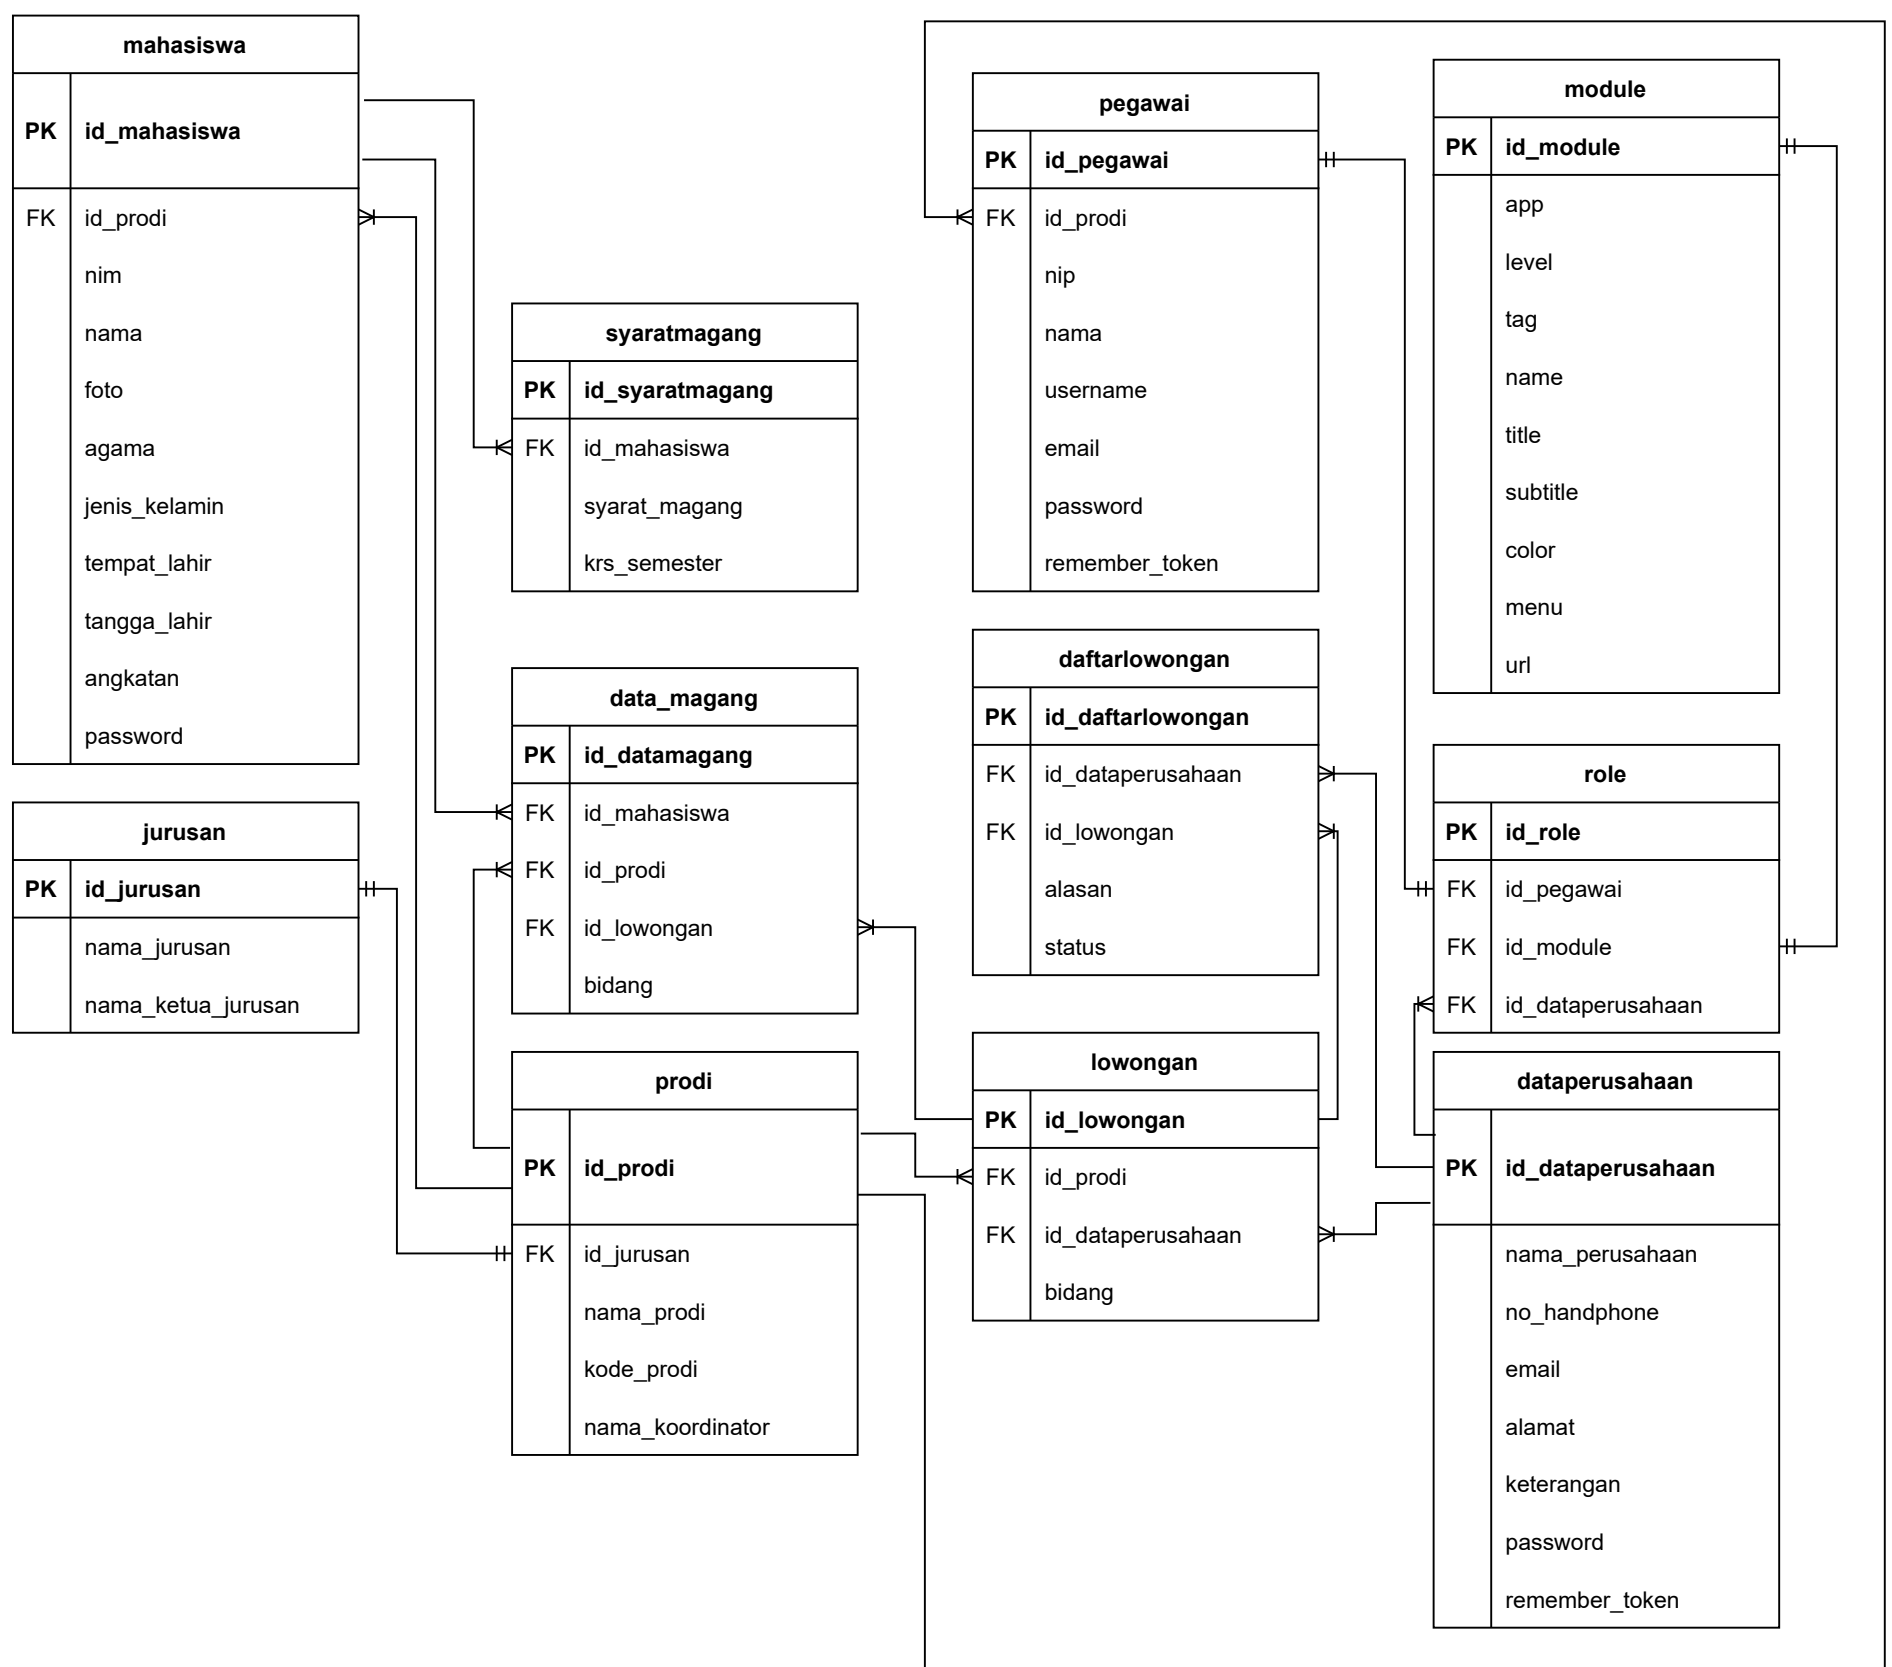 mahasiswa
PK id_mahasiswa
FK id_prodi
nim
nama
foto
agama
jenis_kelamin
tempat_lahir
tangga_lahir
angkatan
password
jurusan
PK id_jurusan
nama_jurusan
nama_ketua_jurusan
syaratmagang
PK id_syaratmagang
FK id_mahasiswa
syarat_magang
krs_semester
data_magang
PK id_datamagang
FK id_mahasiswa
FK id_prodi
FK id_lowongan
bidang
prodi
PK id_prodi
FK id_jurusan
nama_prodi
kode_prodi
nama_koordinator
pegawai
PK id_pegawai
FK id_prodi
nip
nama
username
email
password
remember_token
daftarlowongan
PK id_daftarlowongan
FK id_dataperusahaan
FK id_lowongan
alasan
status
lowongan
PK id_lowongan
FK id_prodi
FK id_dataperusahaan
bidang
module
PK id_module
app
level
tag
name
title
subtitle
color
menu
url
role
PK id_role
FK id_pegawai
FK id_module
FK id_dataperusahaan
dataperusahaan
PK id_dataperusahaan
nama_perusahaan
no_handphone
email
alamat
keterangan
password
remember_token